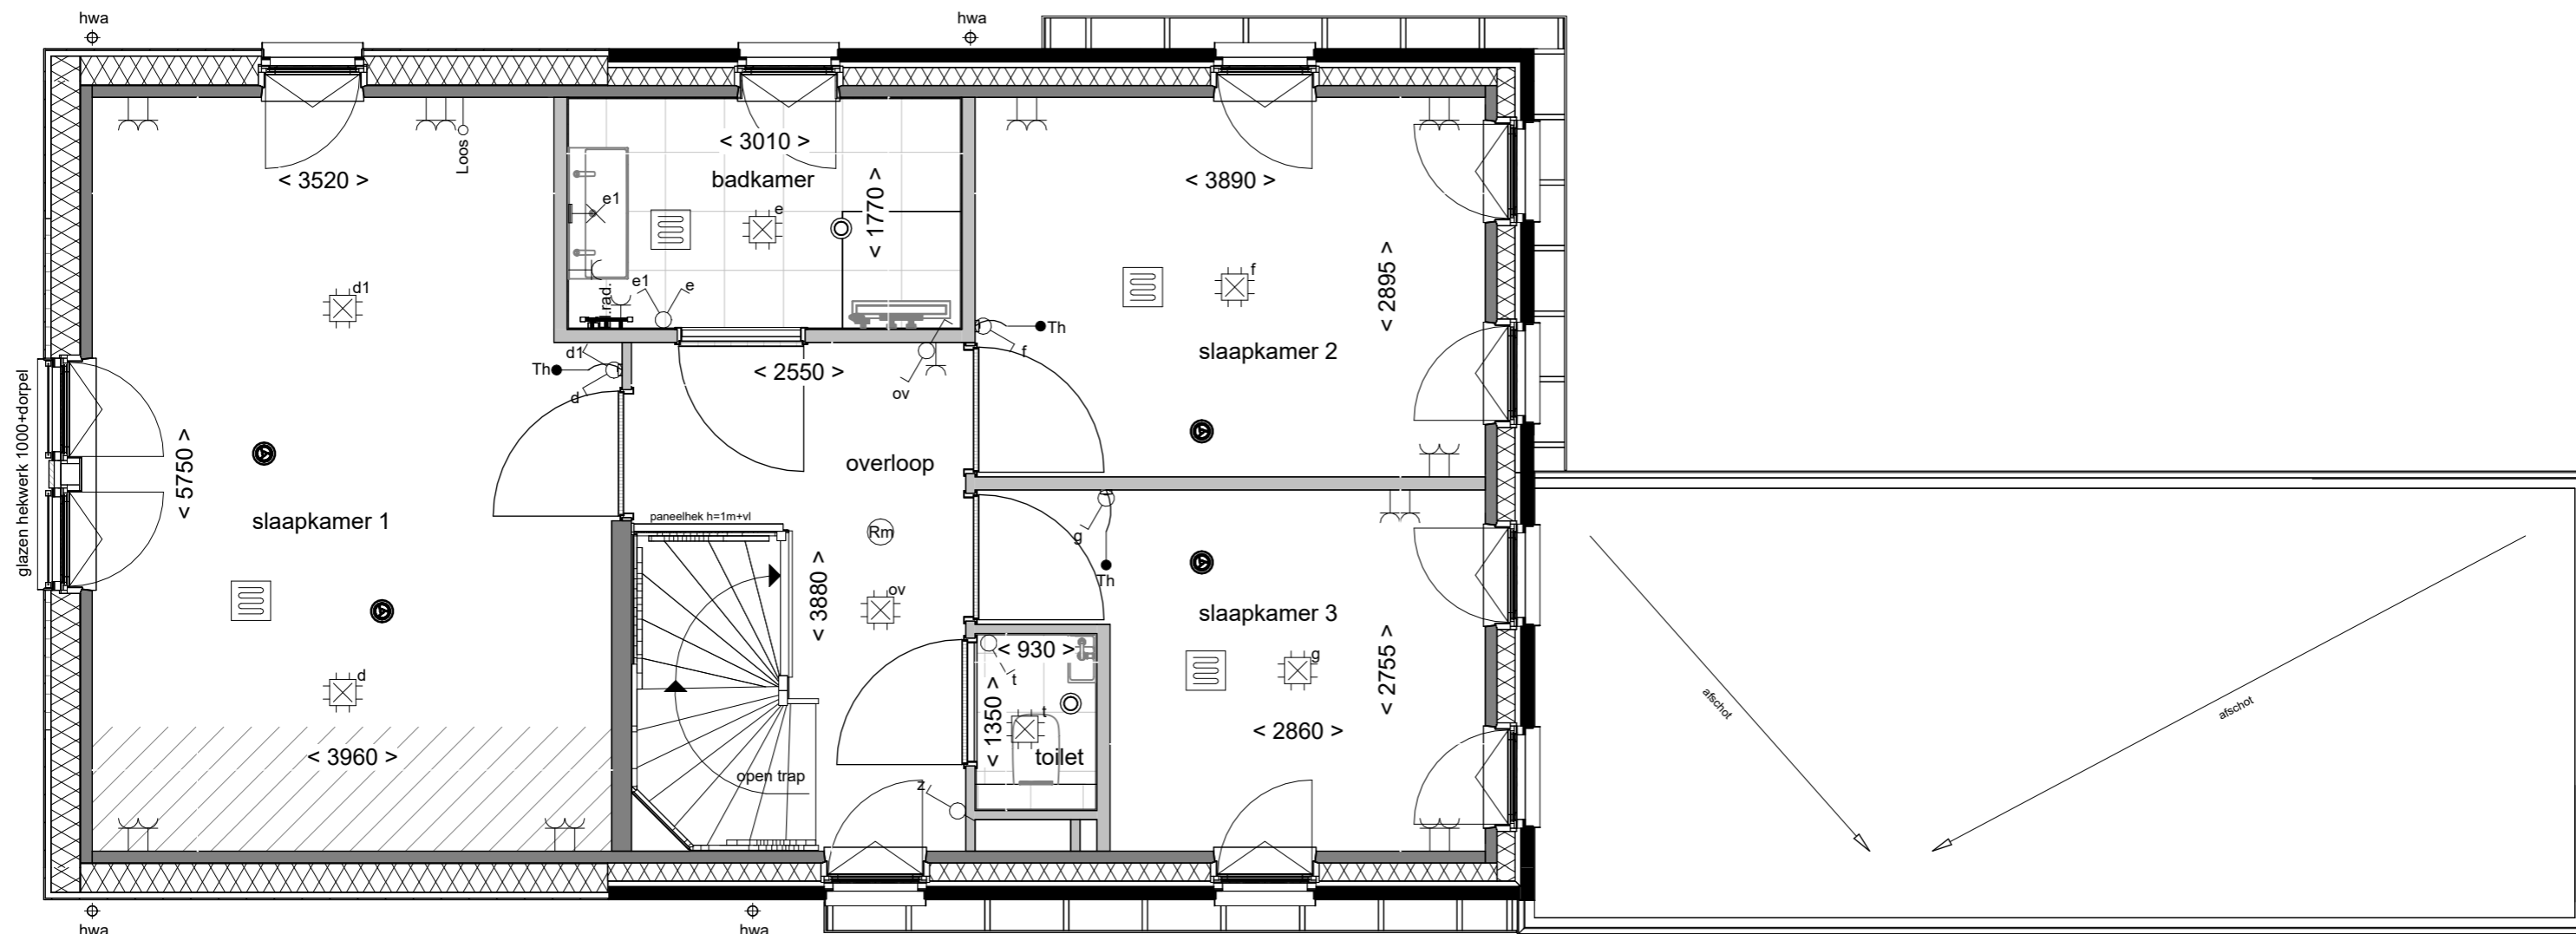 hwa
hwa
< 3520 >
Loos
< 3010 >
badkamer
< 1770 >
e1
e
e1
e
rad.
< 3890 >
f
< 2895 >
slaapkamer 2
Th
f
d1
d1
Th
d
< 2550 >
ov
overloop
glazen hekwerk 1000+dorpel
< 5750 >
slaapkamer 1
paneelhek h=1m+vl
Rm
< 3880 >
ov
g
Th
slaapkamer 3
g
< 2755 >
< 2860 >
< 930 >
t
< 1350 >
t
toilet
d
< 3960 >
open trap
z
afschot
afschot
hwa
hwa